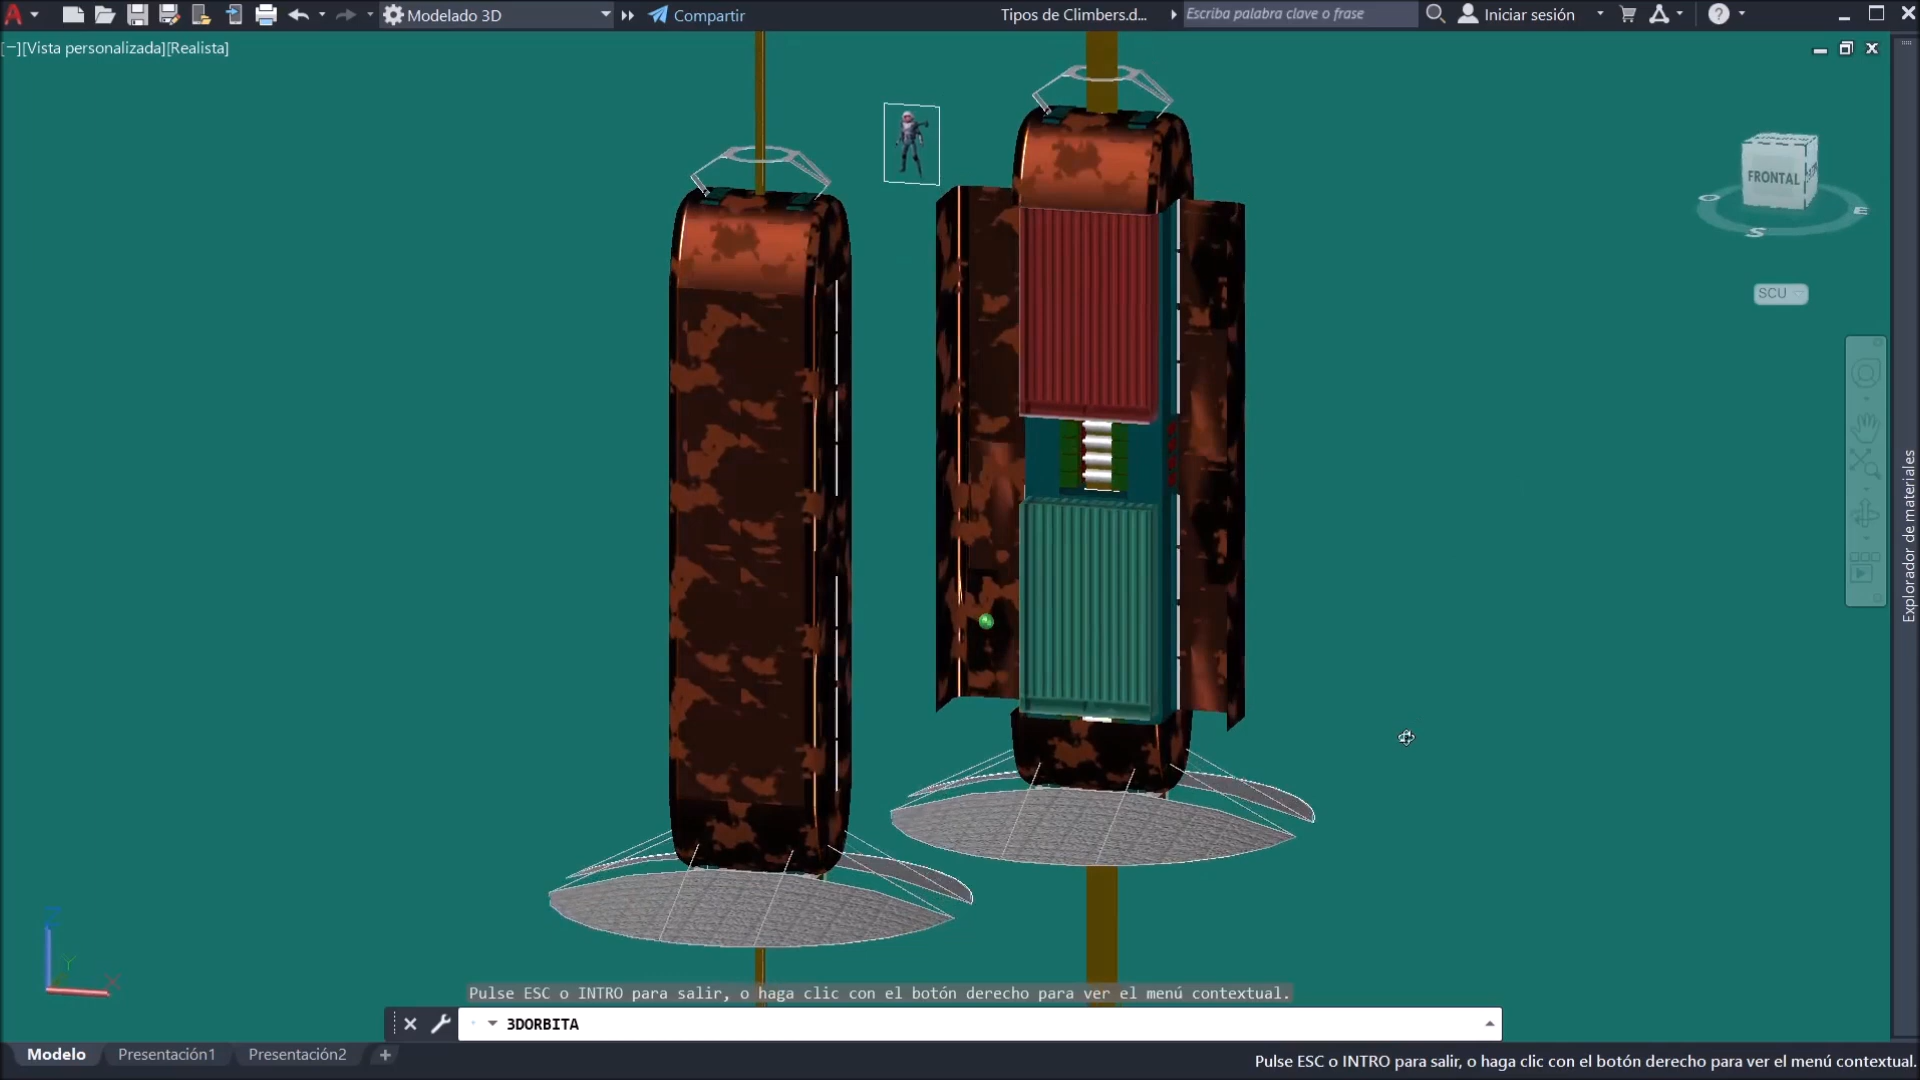 Modelado 3D
Compartir
Tipos de Climbers.d...
Escriba palabra clave o frase
Iniciar sesión
[−][Vista personalizada][Realista]
FRONTAL
O
E
S
SCU
Explorador de materiales
Z
Y
X
Pulse ESC o INTRO para salir, o haga clic con el botón derecho para ver el menú contextual.
3DORBITA
Modelo
Presentación1
Presentación2
Pulse ESC o INTRO para salir, o haga clic con el botón derecho para ver el menú contextual.